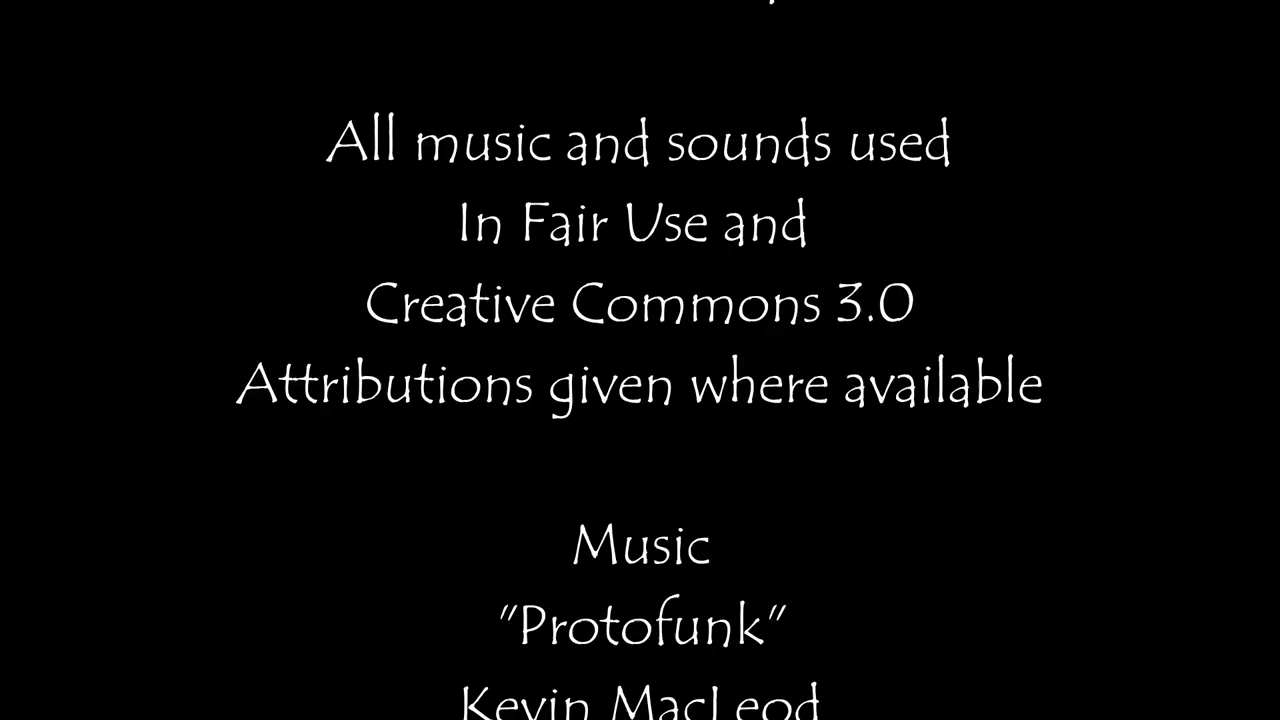 All music and sounds used
In Fair Use and
Creative Commons 3.0
Attributions given where available
Music
"Protofunk"
Kevin MacLeod